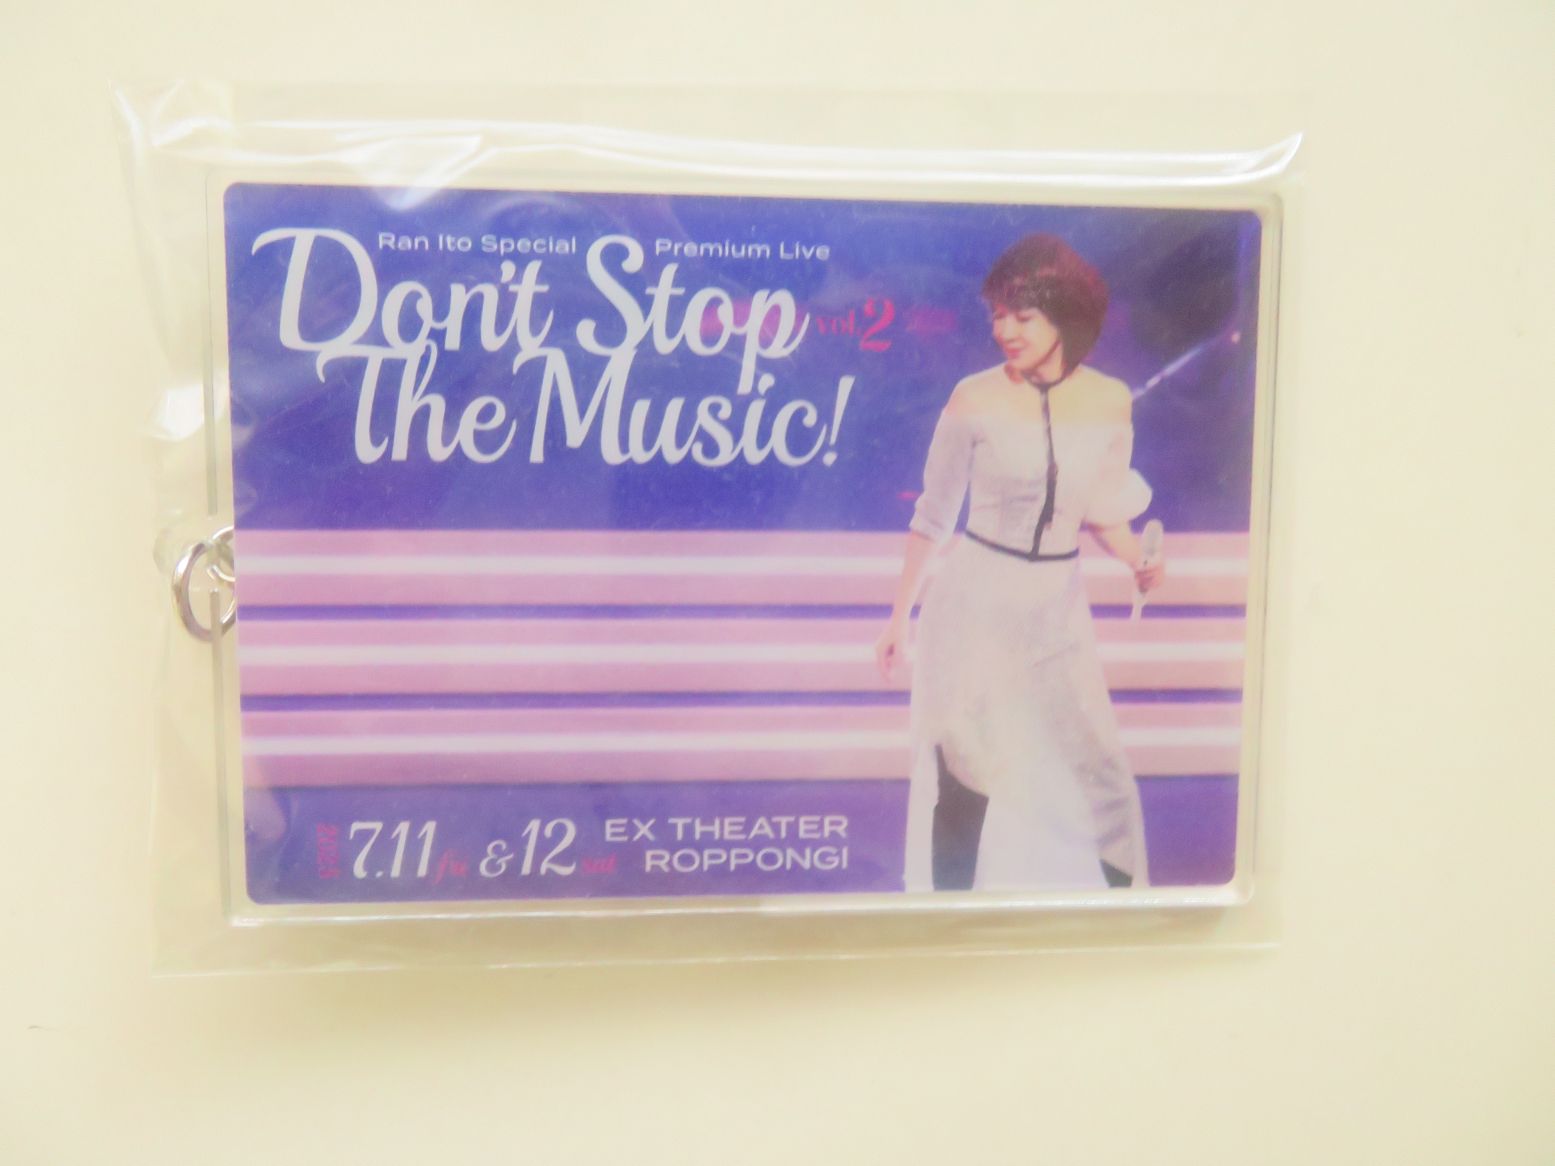 Ran Ito Special Premium Live
Don't Stop
vol.2
The Music!
2025 7.11 fri & 12 sat
EX THEATER
ROPPONGI